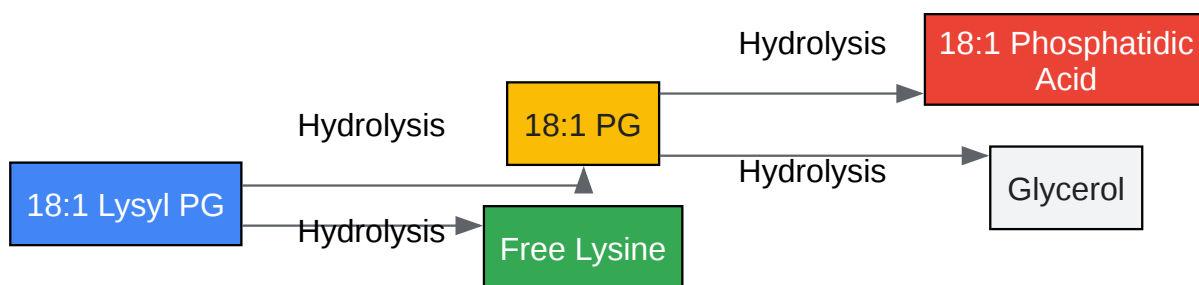 Hydrolysis
18:1 Phosphatidic
Acid
Hydrolysis
18:1 PG
Hydrolysis
Glycerol
18:1 Lysyl PG
Hydrolysis
Free Lysine